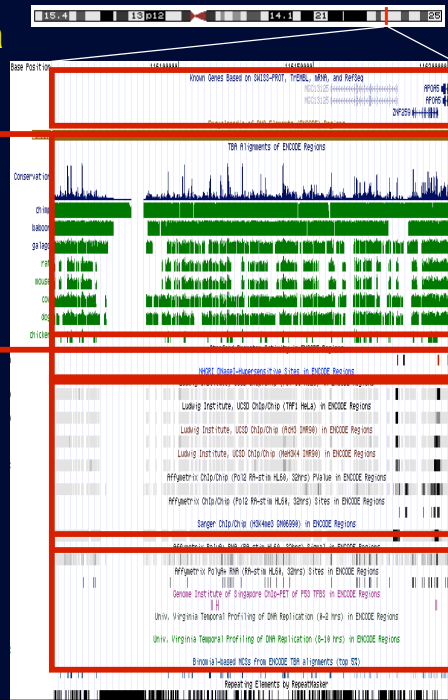 15.4
13
p12
14.1
21
25
Base Position
Known Genes Based on SWISS-PROT, TrEMBL, mRNA, and RefSeq
MGC13125
APOA5
MGC13125
APOA5
ZNF259
TBA Alignments of ENCODE Regions
Conservation
chimp
baboon
galago
rat
mouse
cow
dog
chicken
NHGRI DNaseI-Hypersensitive Sites in ENCODE Regions
Ludwig Institute, UCSD ChIp/Chip (TAF1 HeLa) in ENCODE Regions
Ludwig Institute, UCSD ChIp/Chip (AcH3 IMR90) in ENCODE Regions
Ludwig Institute, UCSD ChIp/Chip (MeH3K4 IMR90) in ENCODE Regions
Affymetrix ChIp/Chip (Pol2 RA-stim HL60, 32hrs) PValue in ENCODE Regions
Affymetrix ChIp/Chip (Pol2 RA-stim HL60, 32hrs) Sites in ENCODE Regions
Sanger ChIp/Chip (H3K4me3 GM06990) in ENCODE Regions
Affymetrix PolyA+ RNA (RA-stim HL60, 32hrs) Sites in ENCODE Regions
Genome Institute of Singapore ChIp-PET of P53 TFBS in ENCODE Regions
Univ. Virginia Temporal Profiling of DNA Replication (0-2 hrs) in ENCODE Regions
Univ. Virginia Temporal Profiling of DNA Replication (8-10 hrs) in ENCODE Regions
Binomial-based MCSs from ENCODE TBA alignments (top 5%)
Repeating Elements by RepeatMasker